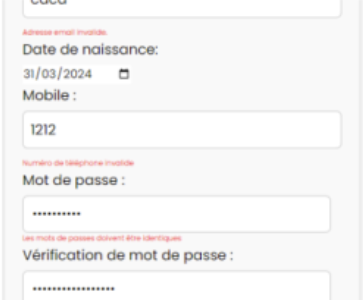 caca
Adresse email invalide.
Date de naissance:
31/03/2024
Mobile :
1212
Numéro de téléphone invalide
Mot de passe :
••••••••••
Les mots de passes doivent être identiques
Vérification de mot de passe :
•••••••••••••••••